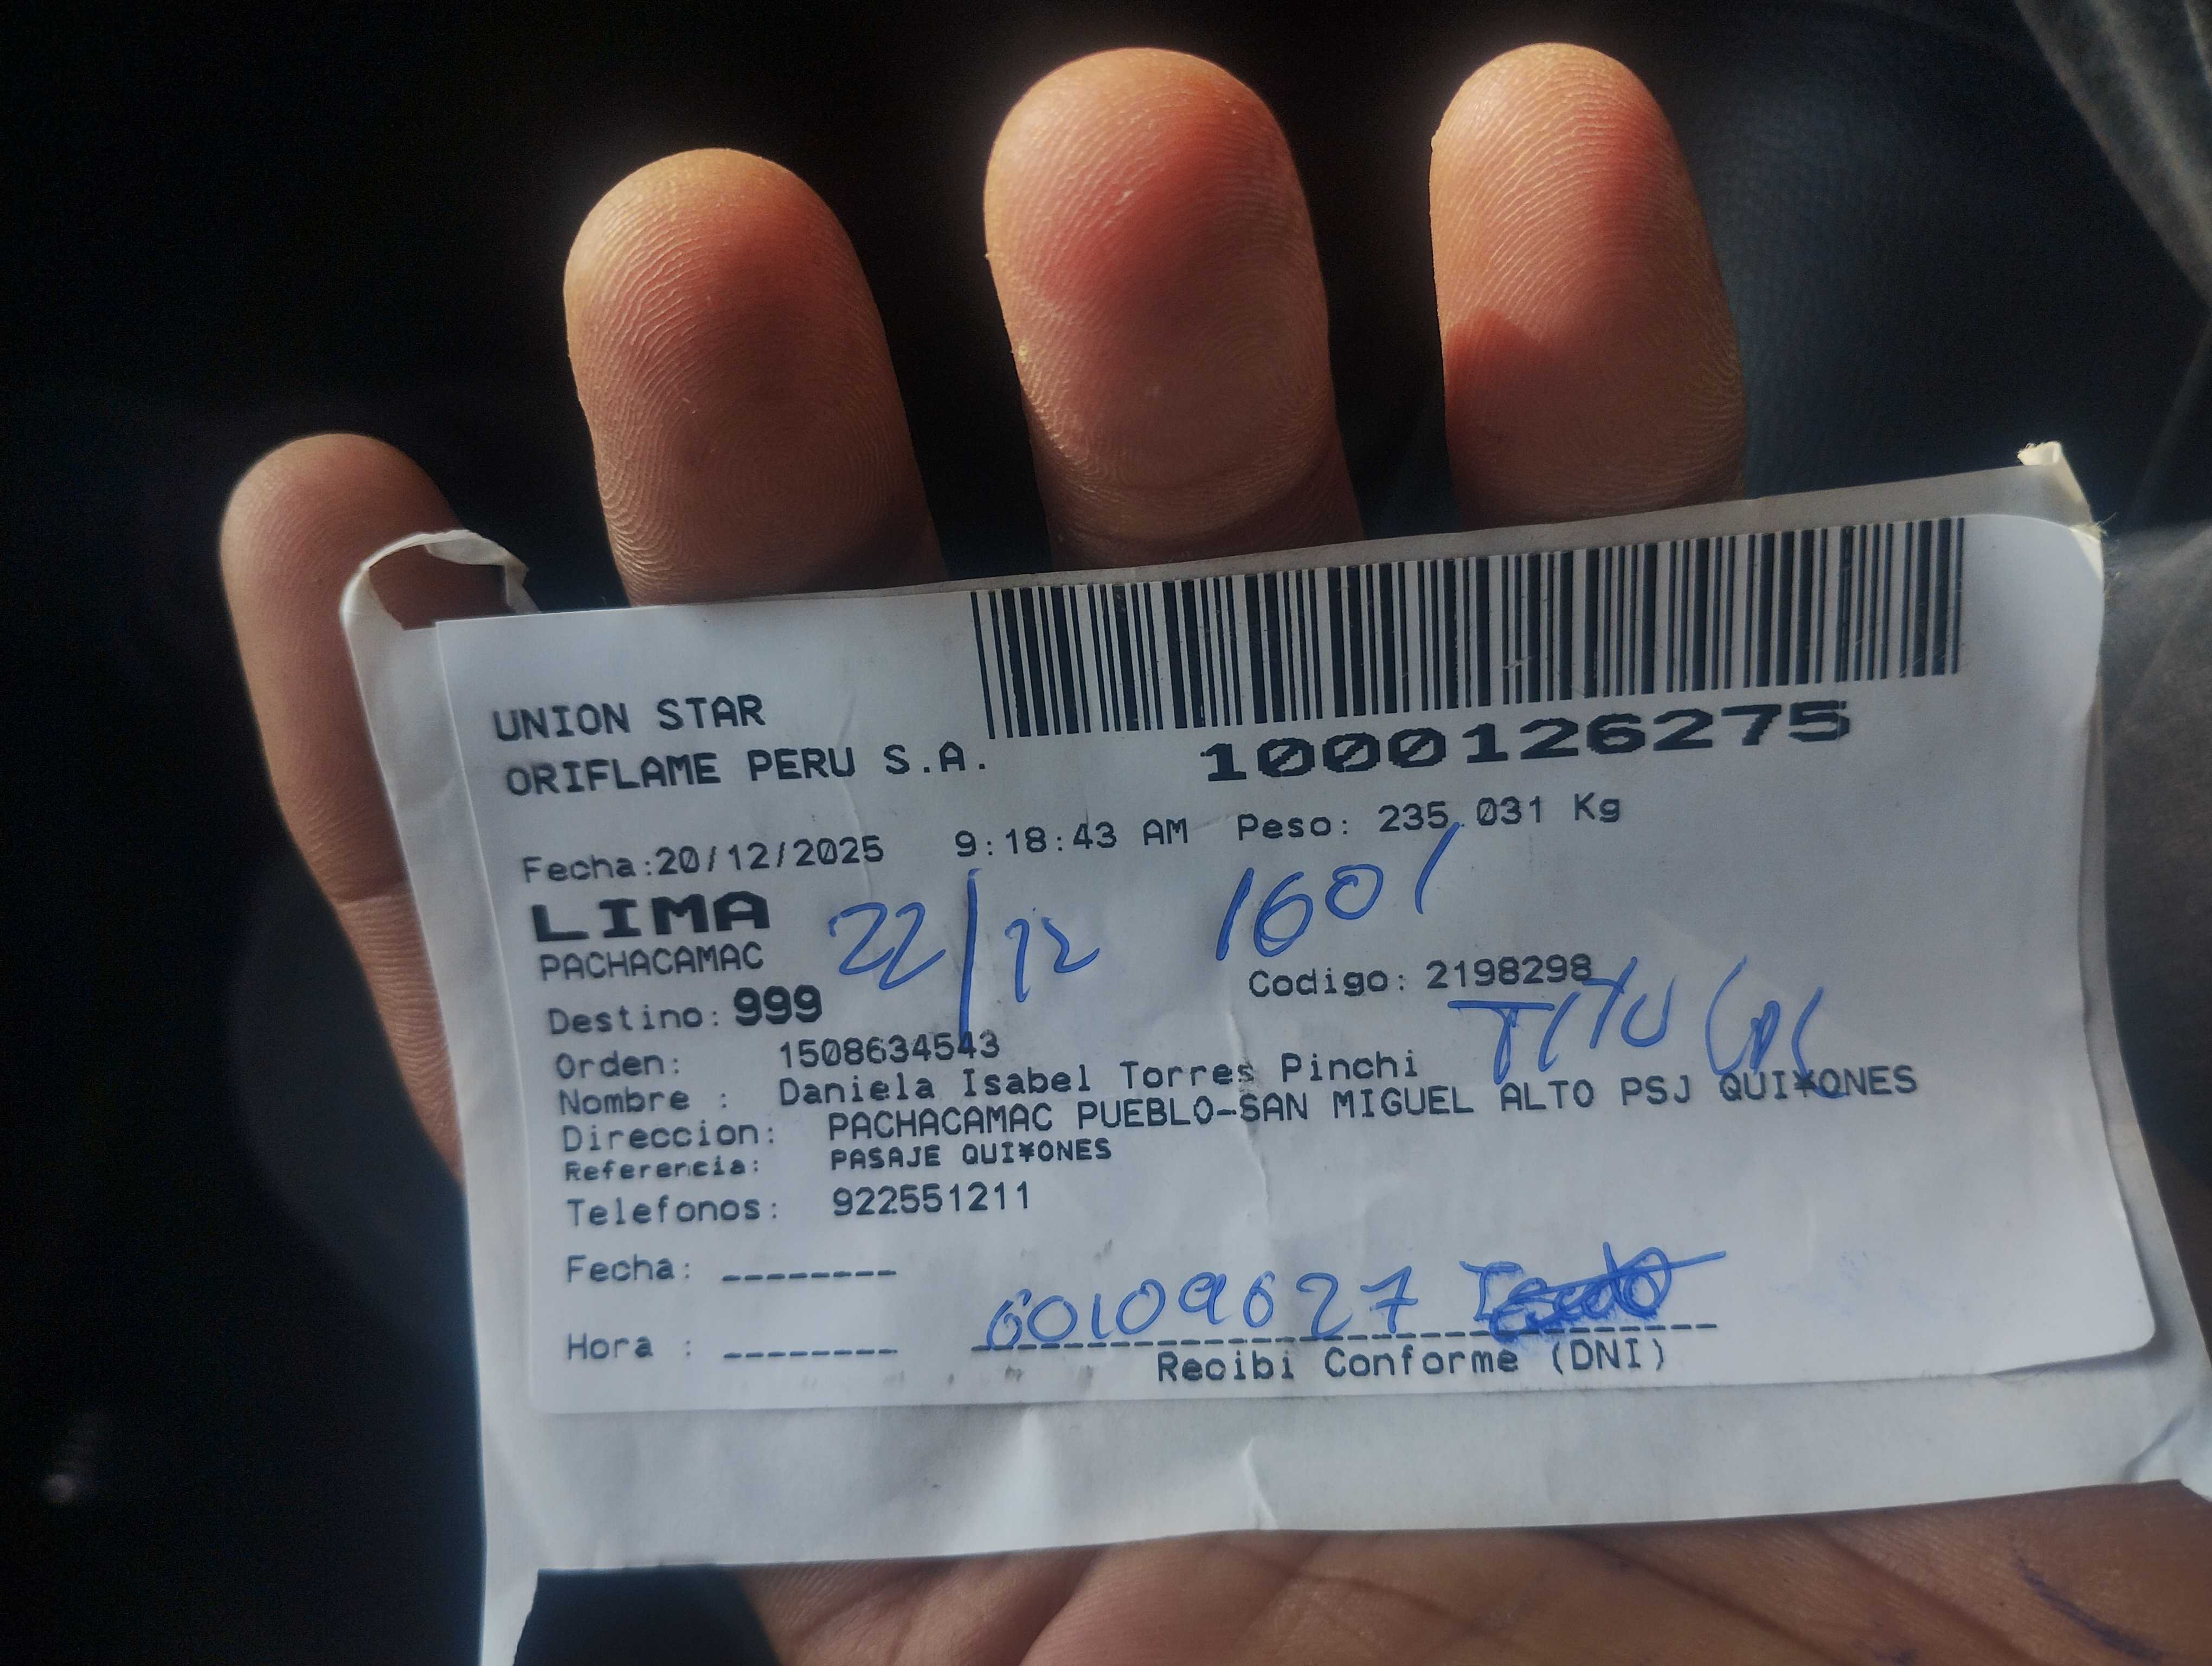 UNION STAR
ORIFLAME PERU S.A.
1000126275
Fecha:20/12/2025 9:18:43 AM Peso: 235.031 Kg
LIMA
22/12 1601
PACHACAMAC
Destino: 999 Codigo: 2198298
Orden: 1508634543
Nombre : Daniela Isabel Torres Pinchi
Direccion: PACHACAMAC PUEBLO-SAN MIGUEL ALTO PSJ QUI¥ONES
Referencia: PASAJE QUI¥ONES
Telefonos: 922551211
Fecha: --------
60109627
Hora : --------
Recibi Conforme (DNI)